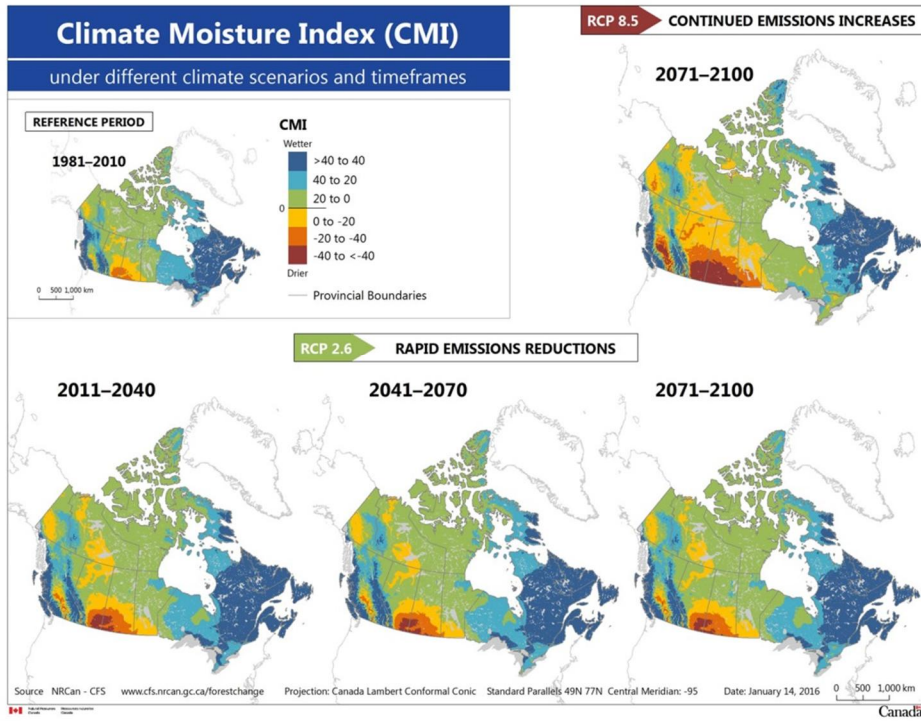 Climate Moisture Index (CMI)
under different climate scenarios and timeframes
RCP 8.5 CONTINUED EMISSIONS INCREASES
2071–2100
REFERENCE PERIOD
1981–2010
0 500 1,000 km
CMI
Wetter
>40 to 40
40 to 20
20 to 0
0
0 to -20
-20 to -40
-40 to <-40
Drier
Provincial Boundaries
RCP 2.6 RAPID EMISSIONS REDUCTIONS
2011–2040
2041–2070
2071–2100
Source NRCan - CFS www.cfs.nrcan.gc.ca/forestchange Projection: Canada Lambert Conformal Conic Standard Parallels 49N 77N Central Meridian: -95 Date: January 14, 2016
0 500 1,000 km
Canada